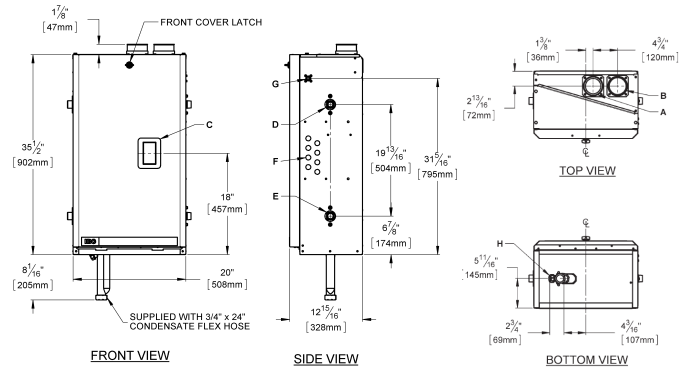 1 7/8"
[47mm]
FRONT COVER LATCH
C
35 1/2"
[902mm]
18"
[457mm]
8 1/16"
[205mm]
20"
[508mm]
SUPPLIED WITH 3/4" x 24"
CONDENSATE FLEX HOSE
FRONT VIEW
G
D
F
E
19 13/16"
[504mm]
31 5/16"
[795mm]
6 7/8"
[174mm]
12 15/16"
[328mm]
SIDE VIEW
1 3/8"
[36mm]
4 3/4"
[120mm]
2 13/16"
[72mm]
B
A
℄
TOP VIEW
℄
H
5 11/16"
[145mm]
2 3/4"
[69mm]
4 3/16"
[107mm]
BOTTOM VIEW